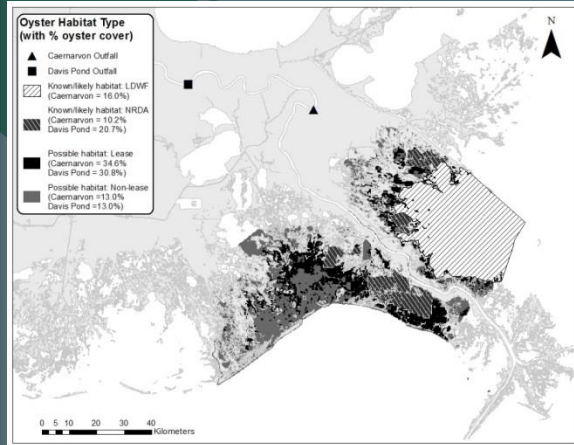 Oyster Habitat Type
(with % oyster cover)
Caernarvon Outfall
Davis Pond Outfall
Known/likely habitat: LDWF
(Caernarvon = 16.0%)
Known/likely habitat: NRDA
(Caernarvon = 10.2%
Davis Pond = 20.7%)
Possible habitat: Lease
(Caernarvon = 34.6%
Davis Pond = 30.8%)
Possible habitat: Non-lease
(Caernarvon =13.0%
Davis Pond =13.0%)
N
0 5 10 20 30 40
Kilometers